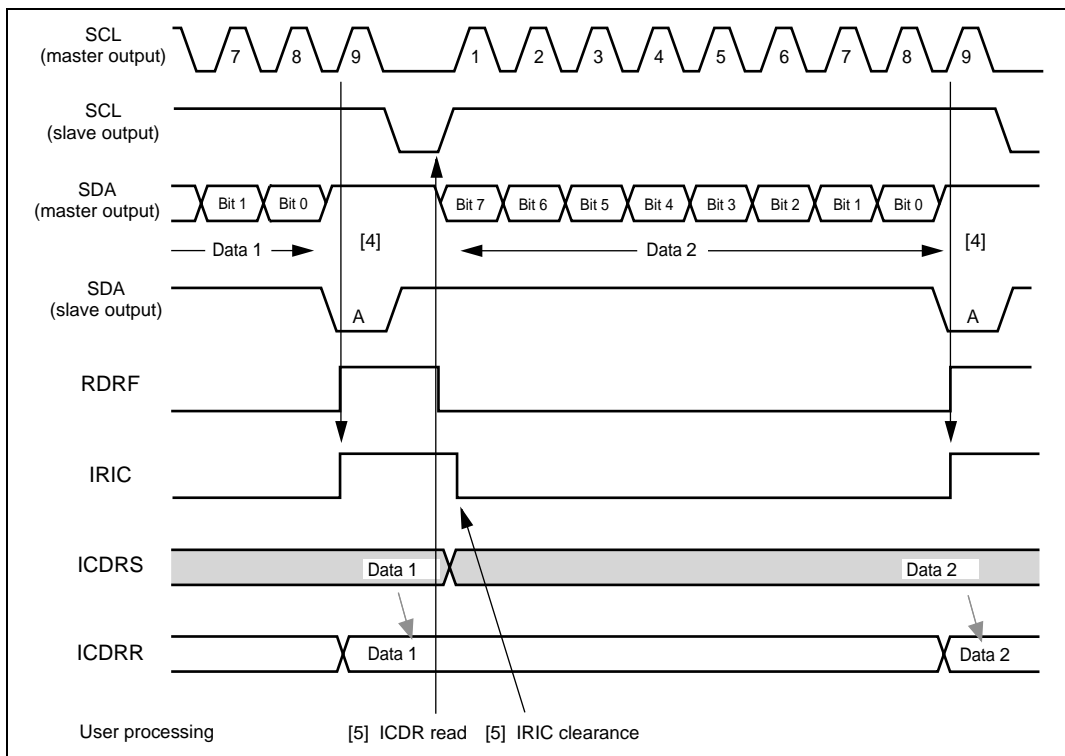 SCL
(master output)
7 8 9 1 2 3 4 5 6 7 8 9
SCL
(slave output)
SDA
(master output)
Bit 1 Bit 0 Bit 7 Bit 6 Bit 5 Bit 4 Bit 3 Bit 2 Bit 1 Bit 0
Data 1 [4] Data 2 [4]
SDA
(slave output)
A A
RDRF
IRIC
ICDRS
Data 1 Data 2
ICDRR
Data 1 Data 2
User processing [5] ICDR read [5] IRIC clearance